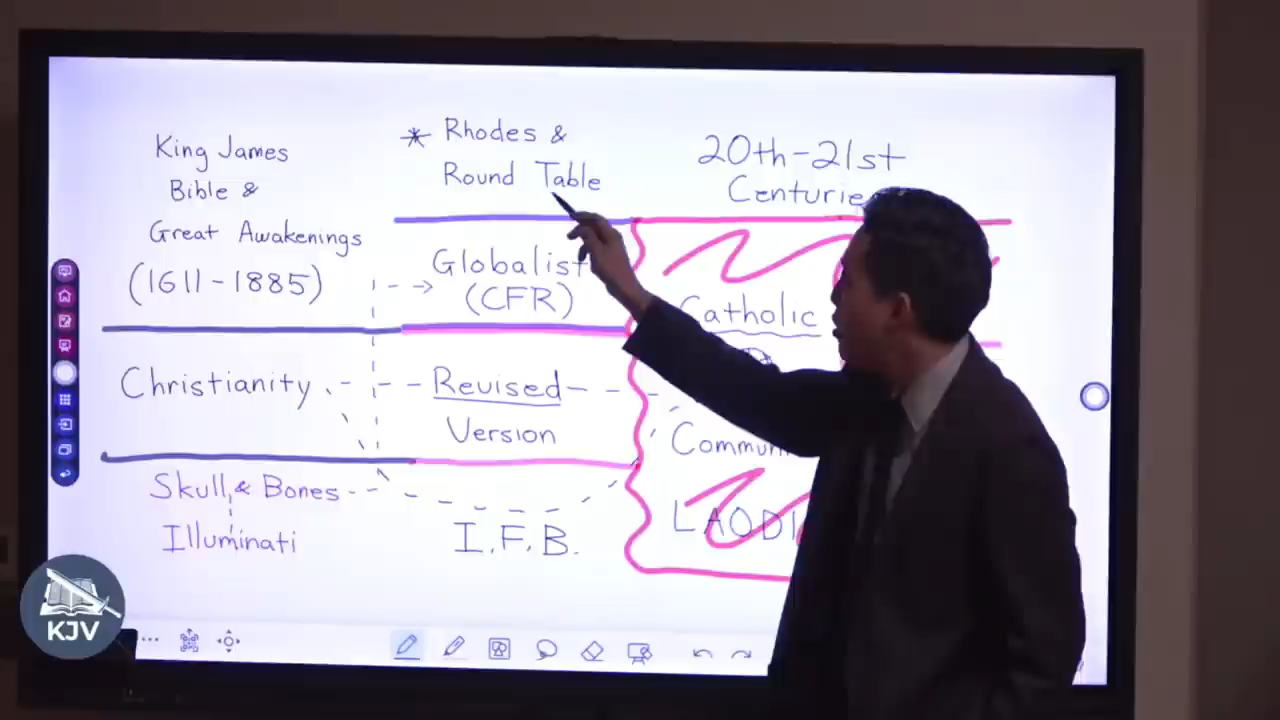 King James
Bible &
Great Awakenings
(1611-1885)
Christianity
Skull & Bones
Illuminati
* Rhodes &
Round Table
Globalist
(CFR)
Revised
Version
I.F.B.
20th-21st
Centuries
Catholic
KJV